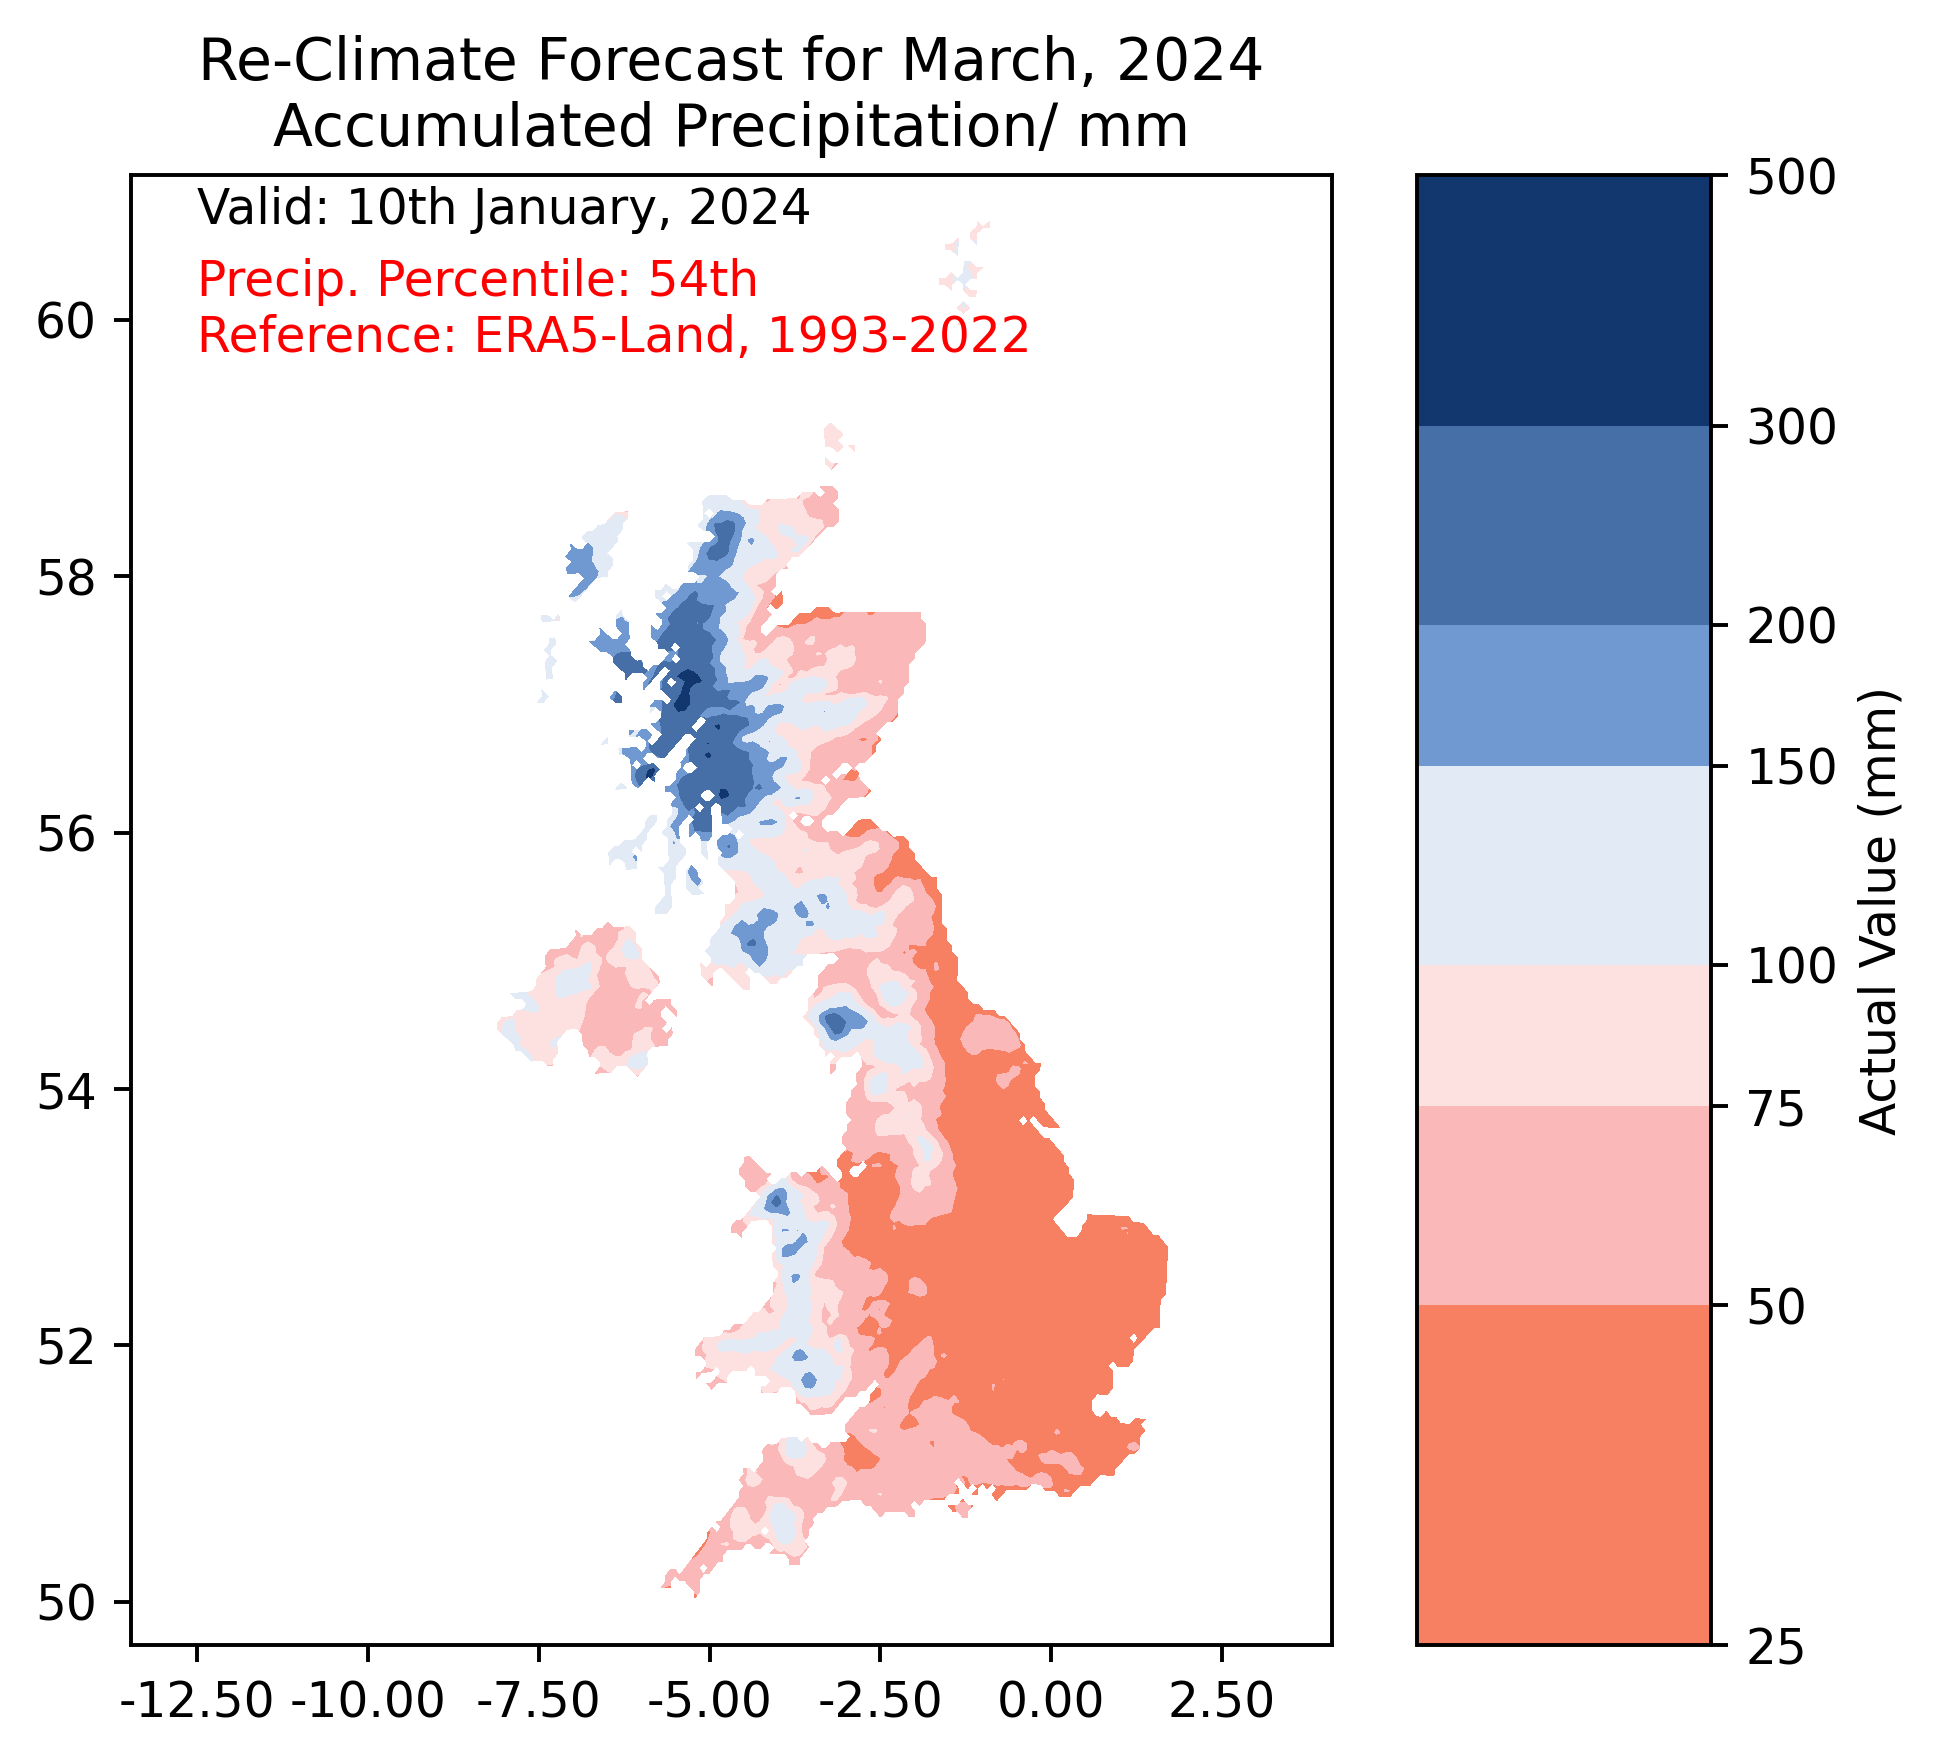 Re-Climate Forecast for March, 2024
Accumulated Precipitation/ mm
Valid: 10th January, 2024
Precip. Percentile: 54th
Reference: ERA5-Land, 1993-2022
60
58
56
54
52
50
-12.50 -10.00 -7.50 -5.00 -2.50 0.00 2.50
500
300
200
150
100
75
50
25
Actual Value (mm)